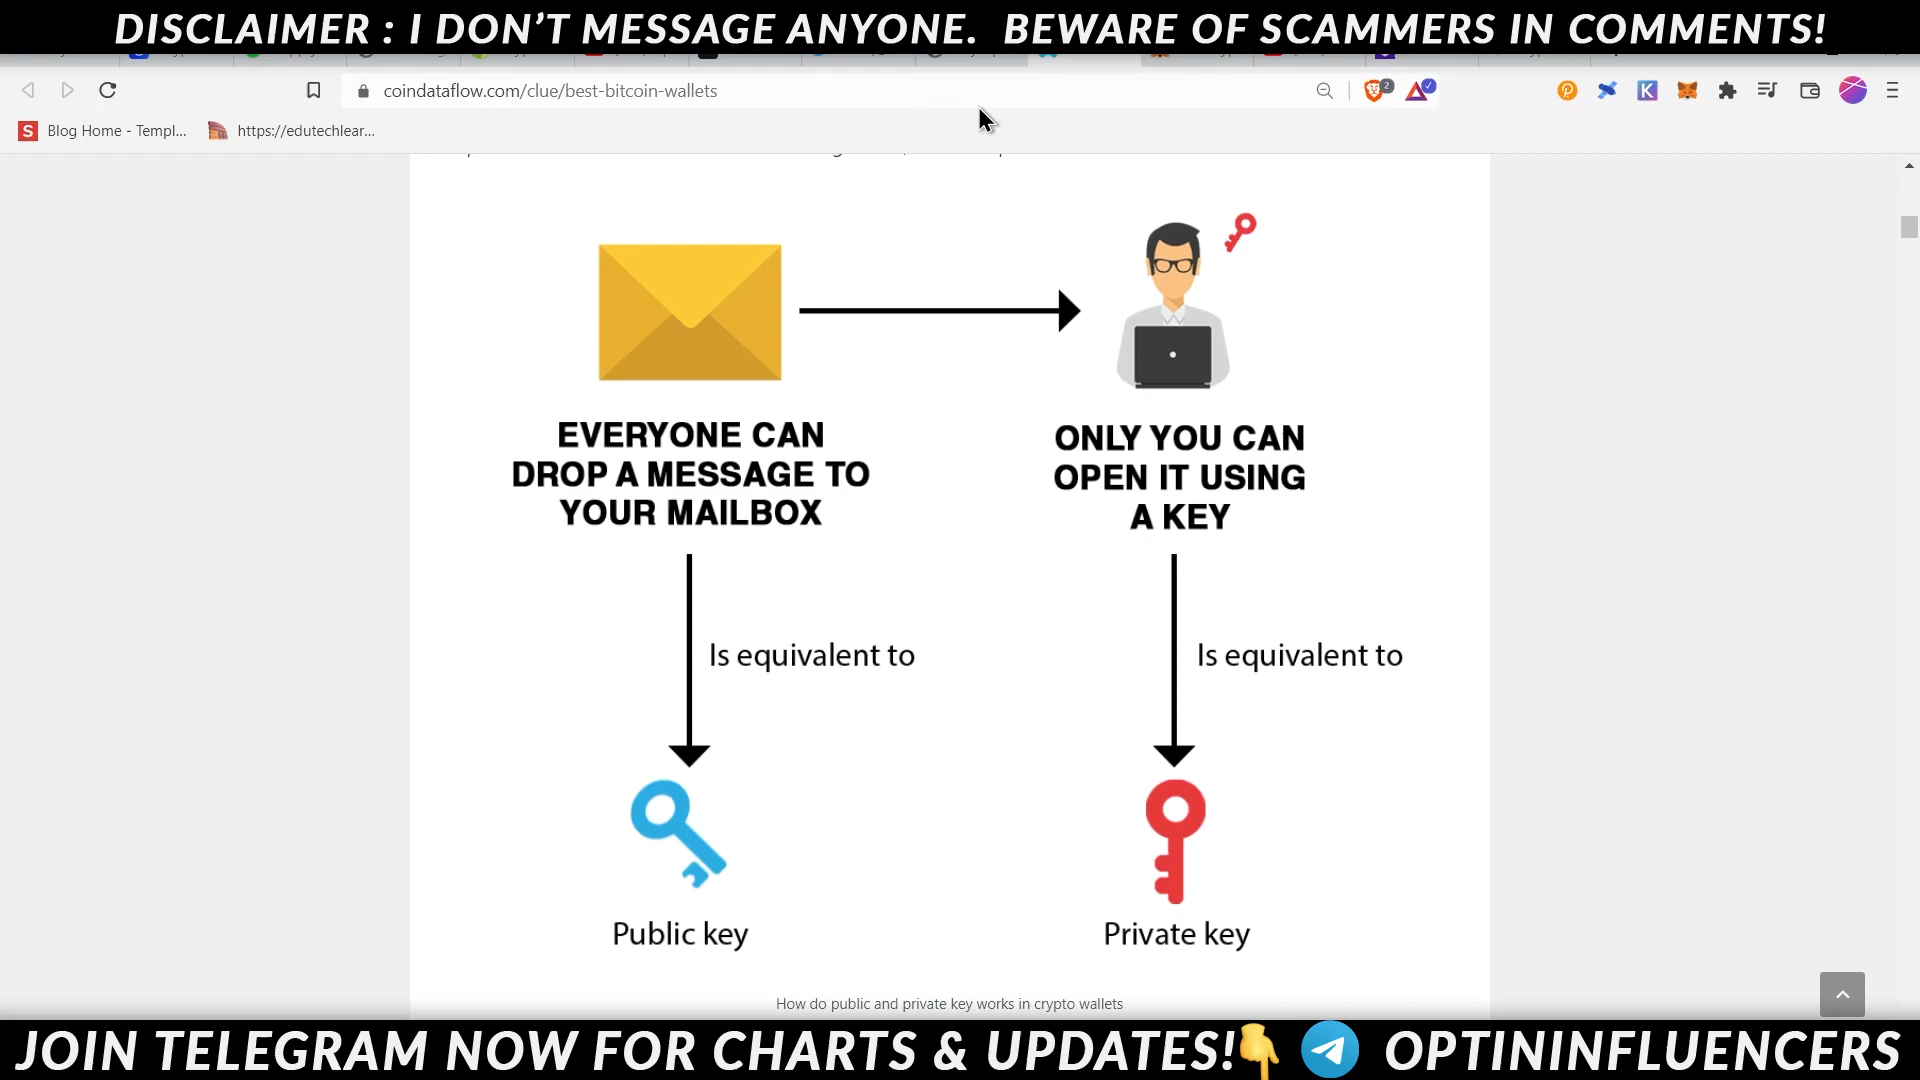 DISCLAIMER : I DON'T MESSAGE ANYONE. BEWARE OF SCAMMERS IN COMMENTS!
coindataflow.com/clue/best-bitcoin-wallets
2
Blog Home - Templ...
https://edutechlear...
EVERYONE CAN
DROP A MESSAGE TO
YOUR MAILBOX
ONLY YOU CAN
OPEN IT USING
A KEY
Is equivalent to
Is equivalent to
Public key
Private key
How do public and private key works in crypto wallets
JOIN TELEGRAM NOW FOR CHARTS & UPDATES!👇 OPTININFLUENCERS